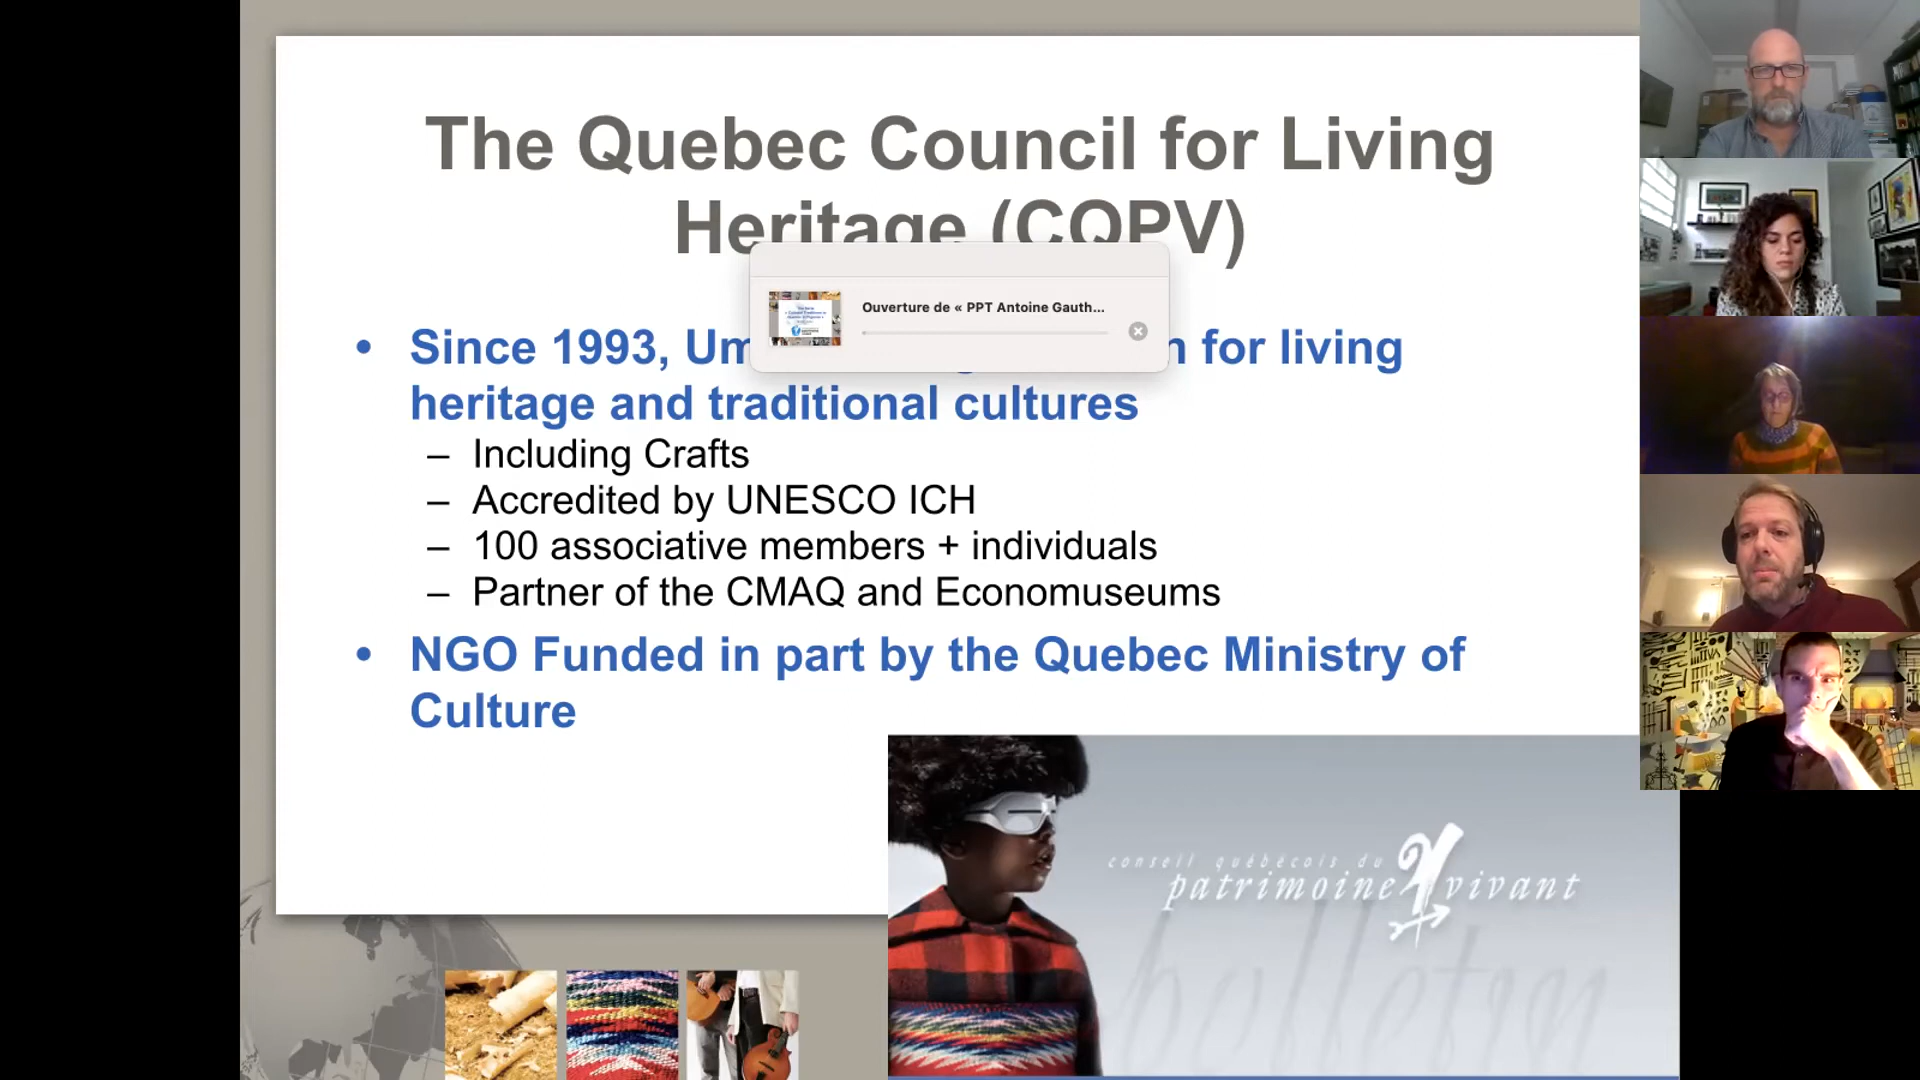 The Quebec Council for Living
Heritage (CQPV)
Ouverture de « PPT Antoine Gauth...
• Since 1993, Um for living
heritage and traditional cultures
– Including Crafts
– Accredited by UNESCO ICH
– 100 associative members + individuals
– Partner of the CMAQ and Economuseums
• NGO Funded in part by the Quebec Ministry of
Culture
conseil québécois du
patrimoine vivant
bulletin